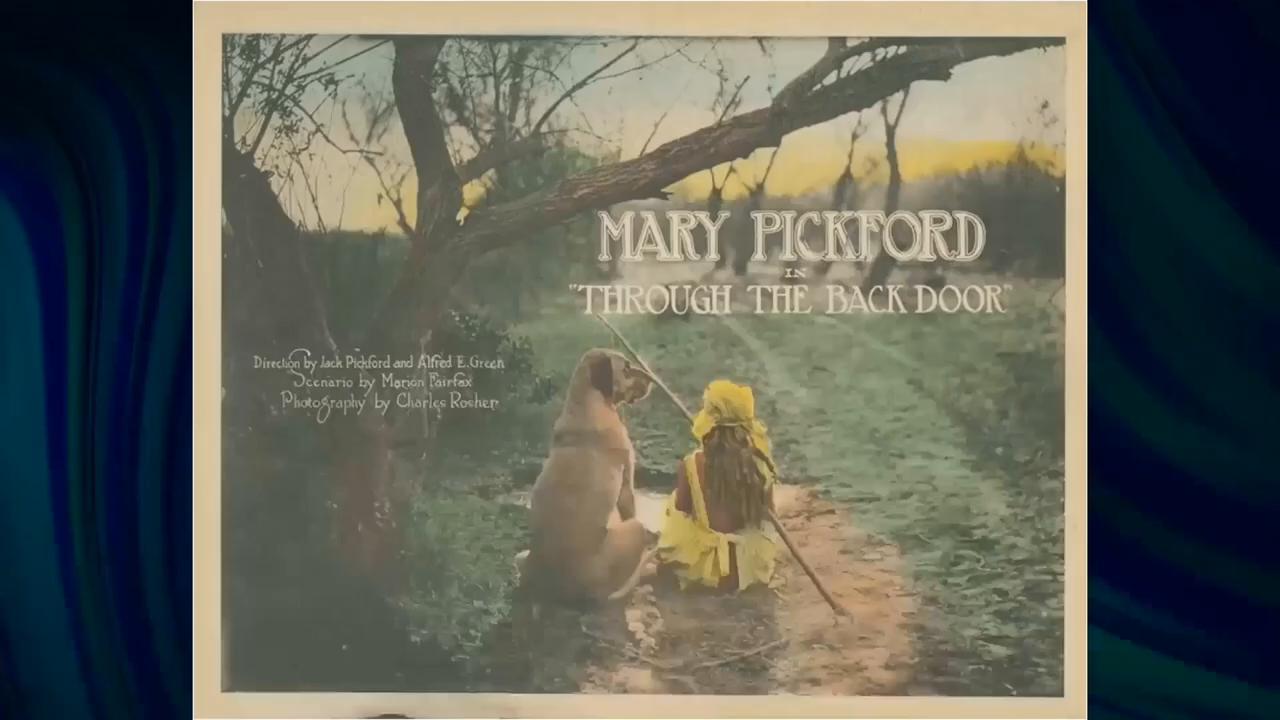 MARY PICKFORD
IN
"THROUGH THE BACK DOOR"
Direction by Jack Pickford and Alfred E. Green
Scenario by Marion Fairfax
Photography by Charles Rosher